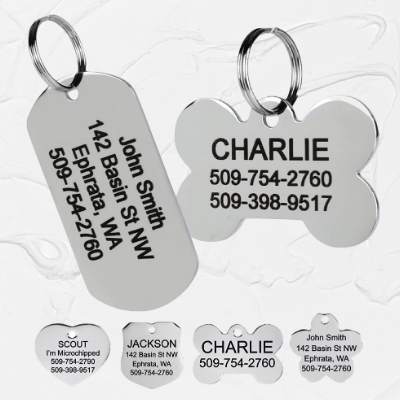 John Smith
142 Basin St NW
Ephrata, WA
509-754-2760
CHARLIE
509-754-2760
509-398-9517
SCOUT
I'm Microchipped
509-754-2790
509-398-9517
JACKSON
142 Basin St NW
Ephrata, WA
509-754-2760
CHARLIE
509-754-2760
John Smith
142 Basin St NW
Ephrata, WA
509-754-2760